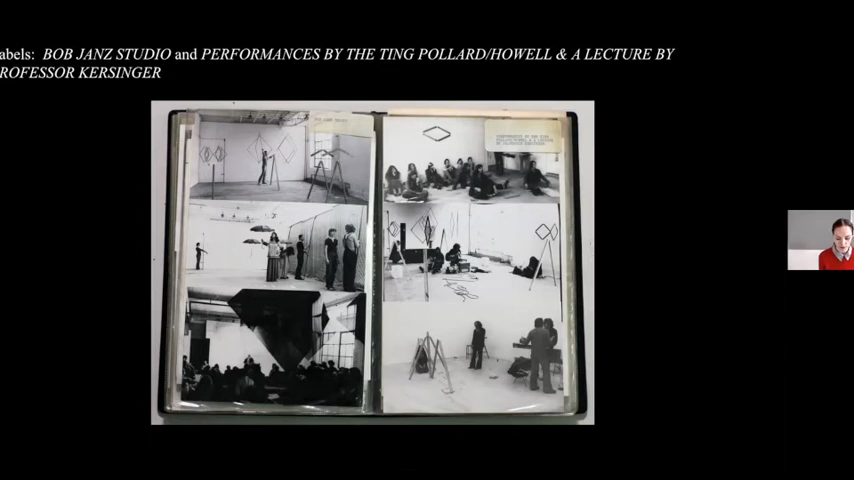 abels: BOB JANZ STUDIO and PERFORMANCES BY THE TING POLLARD/HOWELL & A LECTURE BY
ROFESSOR KERSINGER